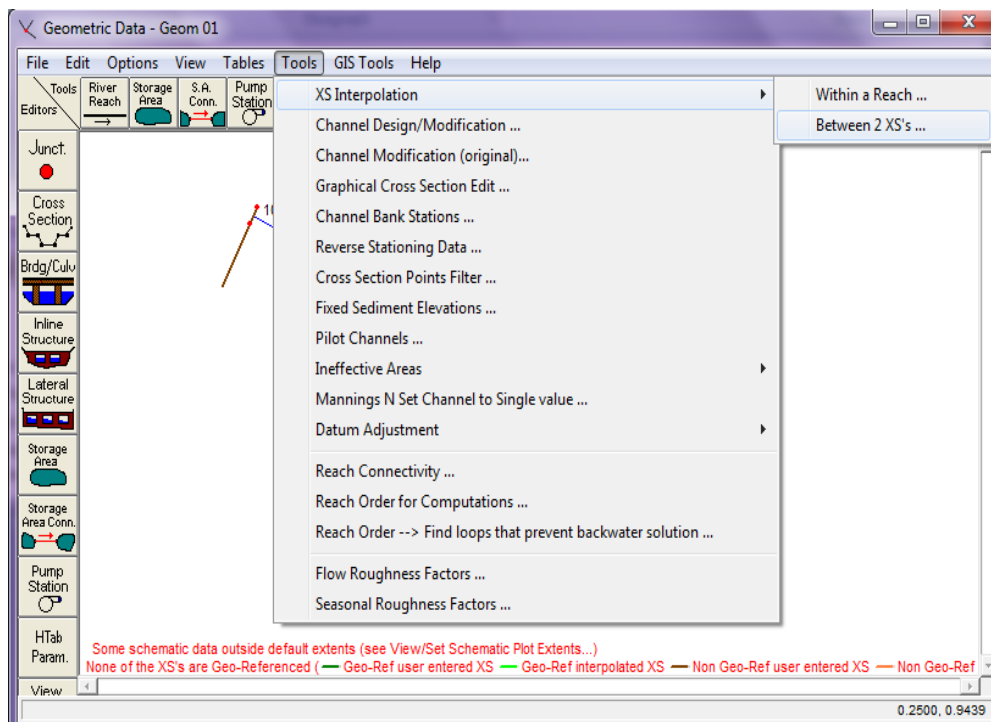 Geometric Data - Geom 01
File Edit Options View Tables Tools GIS Tools Help
Tools
Editors
River
Reach
Storage
Area
S.A.
Conn.
Pump
Station
XS Interpolation
Within a Reach ...
Between 2 XS's ...
Channel Design/Modification ...
Channel Modification (original)...
Graphical Cross Section Edit ...
Channel Bank Stations ...
Reverse Stationing Data ...
Cross Section Points Filter ...
Fixed Sediment Elevations ...
Pilot Channels ...
Ineffective Areas
Mannings N Set Channel to Single value ...
Datum Adjustment
Reach Connectivity ...
Reach Order for Computations ...
Reach Order --> Find loops that prevent backwater solution ...
Flow Roughness Factors ...
Seasonal Roughness Factors ...
Junct.
Cross
Section
Brdg/Culv
Inline
Structure
Lateral
Structure
Storage
Area
Storage
Area Conn.
Pump
Station
HTab
Param.
View
10
Some schematic data outside default extents (see View/Set Schematic Plot Extents...)
None of the XS's are Geo-Referenced ( Geo-Ref user entered XS Geo-Ref interpolated XS Non Geo-Ref user entered XS Non Geo-Ref
0.2500, 0.9439